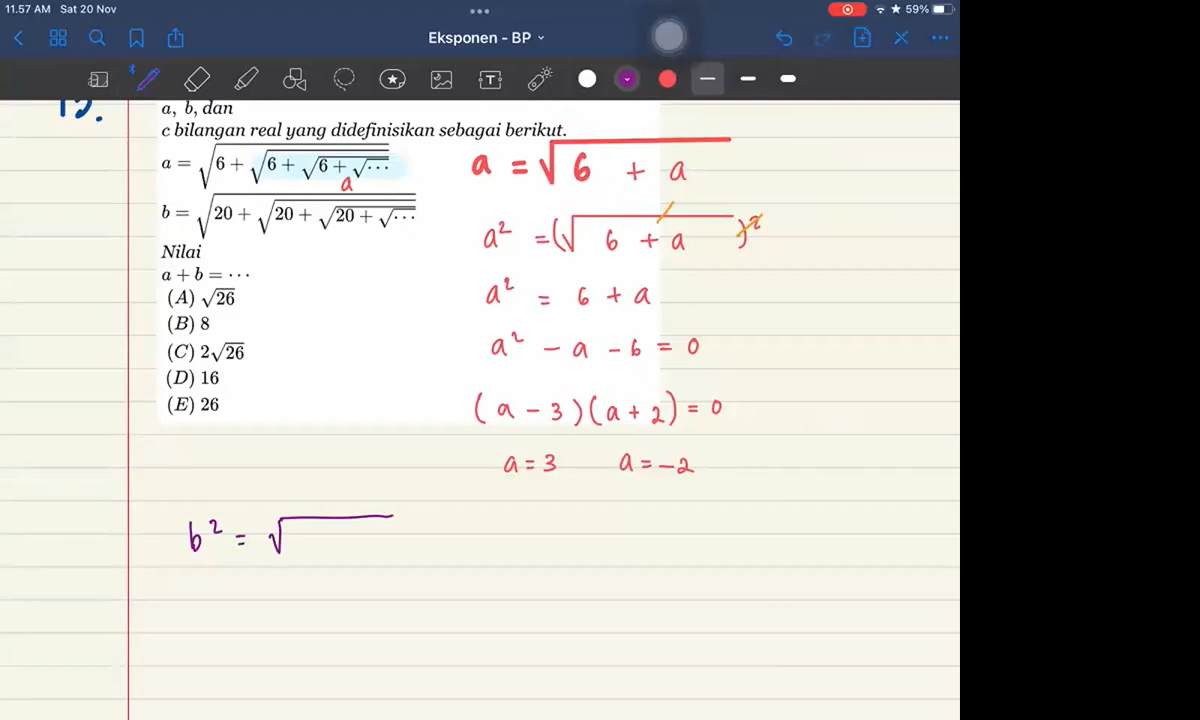 11.57 AM Sat 20 Nov 59%
Eksponen - BP
15.
a, b, dan
c bilangan real yang didefinisikan sebagai berikut.
a = √(6 + √(6 + √(6 + √⋯
a
b = √(20 + √(20 + √(20 + √⋯
Nilai
a + b = ⋯
(A) √26
(B) 8
(C) 2√26
(D) 16
(E) 26
a = √(6 + a)
a² = (√(6 + a))²
a² = 6 + a
a² − a − 6 = 0
(a − 3)(a + 2) = 0
a = 3 a = −2
b² = √